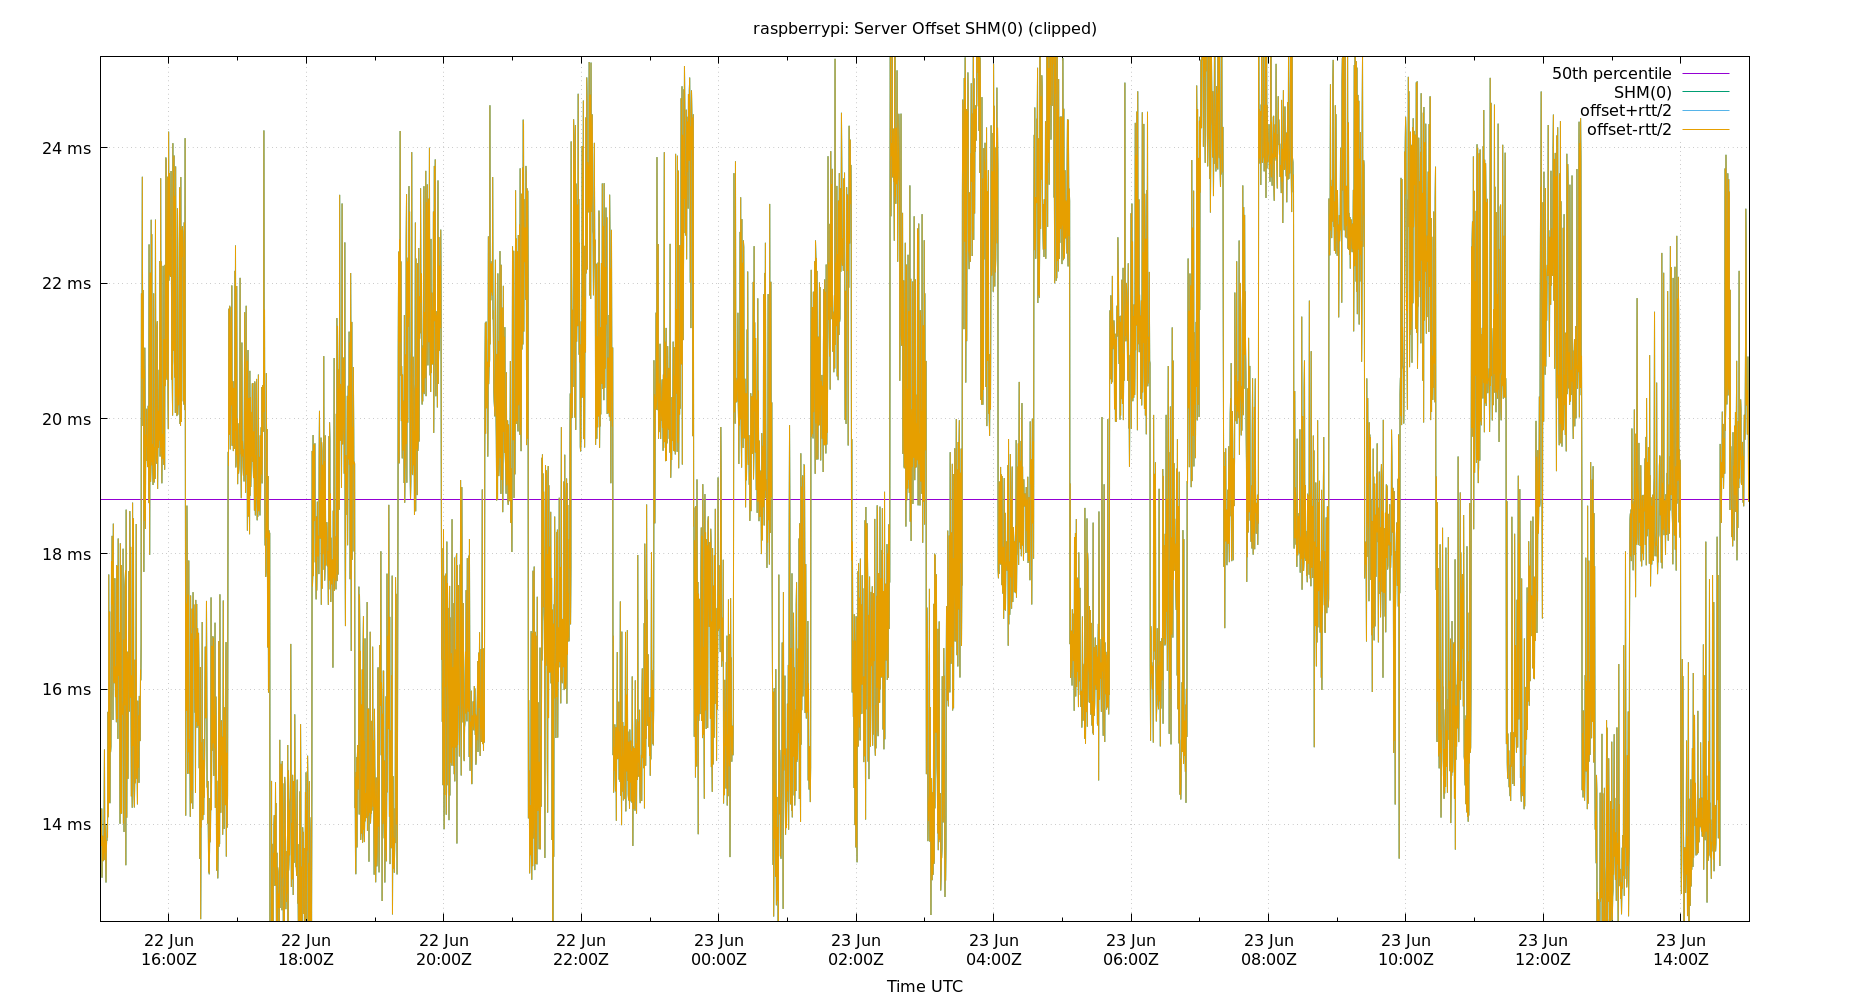 raspberrypi: Server Offset SHM(0) (clipped)
50th percentile
SHM(0)
offset+rtt/2
offset-rtt/2
24 ms
22 ms
20 ms
18 ms
16 ms
14 ms
22 Jun 22 Jun 22 Jun 22 Jun 23 Jun 23 Jun 23 Jun 23 Jun 23 Jun 23 Jun 23 Jun 23 Jun
16:00Z 18:00Z 20:00Z 22:00Z 00:00Z 02:00Z 04:00Z 06:00Z 08:00Z 10:00Z 12:00Z 14:00Z
Time UTC